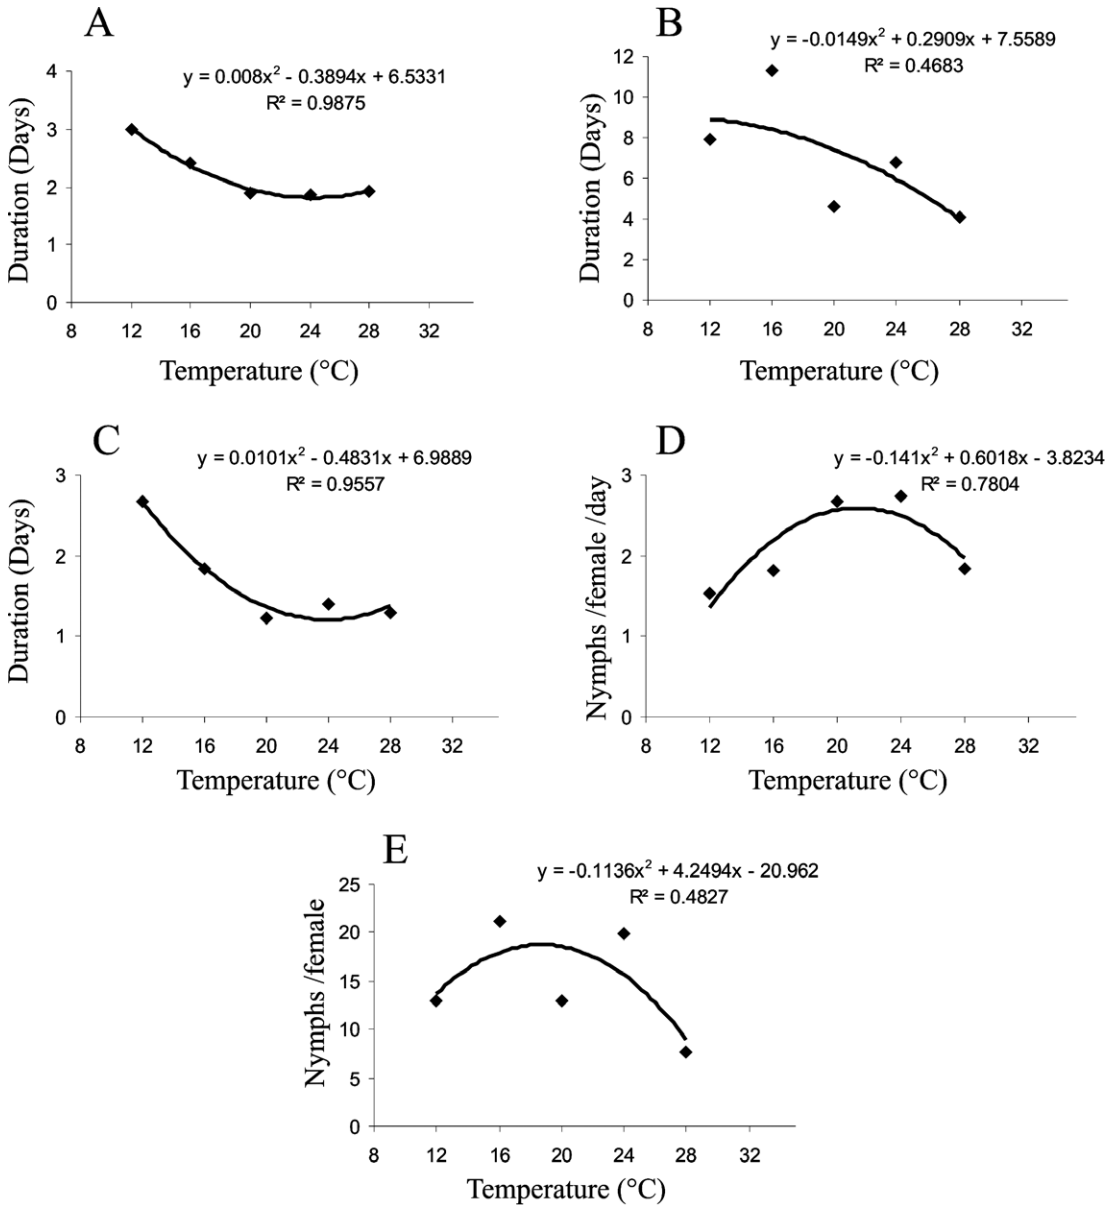 A
y = 0.008x² - 0.3894x + 6.5331
R² = 0.9875
Duration (Days)
4
3
2
1
0
8 12 16 20 24 28 32
Temperature (°C)
B
y = -0.0149x² + 0.2909x + 7.5589
R² = 0.4683
Duration (Days)
12
10
8
6
4
2
0
8 12 16 20 24 28 32
Temperature (°C)
C
y = 0.0101x² - 0.4831x + 6.9889
R² = 0.9557
Duration (Days)
3
2
1
0
8 12 16 20 24 28 32
Temperature (°C)
D
y = -0.141x² + 0.6018x - 3.8234
R² = 0.7804
Nymphs /female /day
3
2
1
0
8 12 16 20 24 28 32
Temperature (°C)
E
y = -0.1136x² + 4.2494x - 20.962
R² = 0.4827
Nymphs /female
25
20
15
10
5
0
8 12 16 20 24 28 32
Temperature (°C)